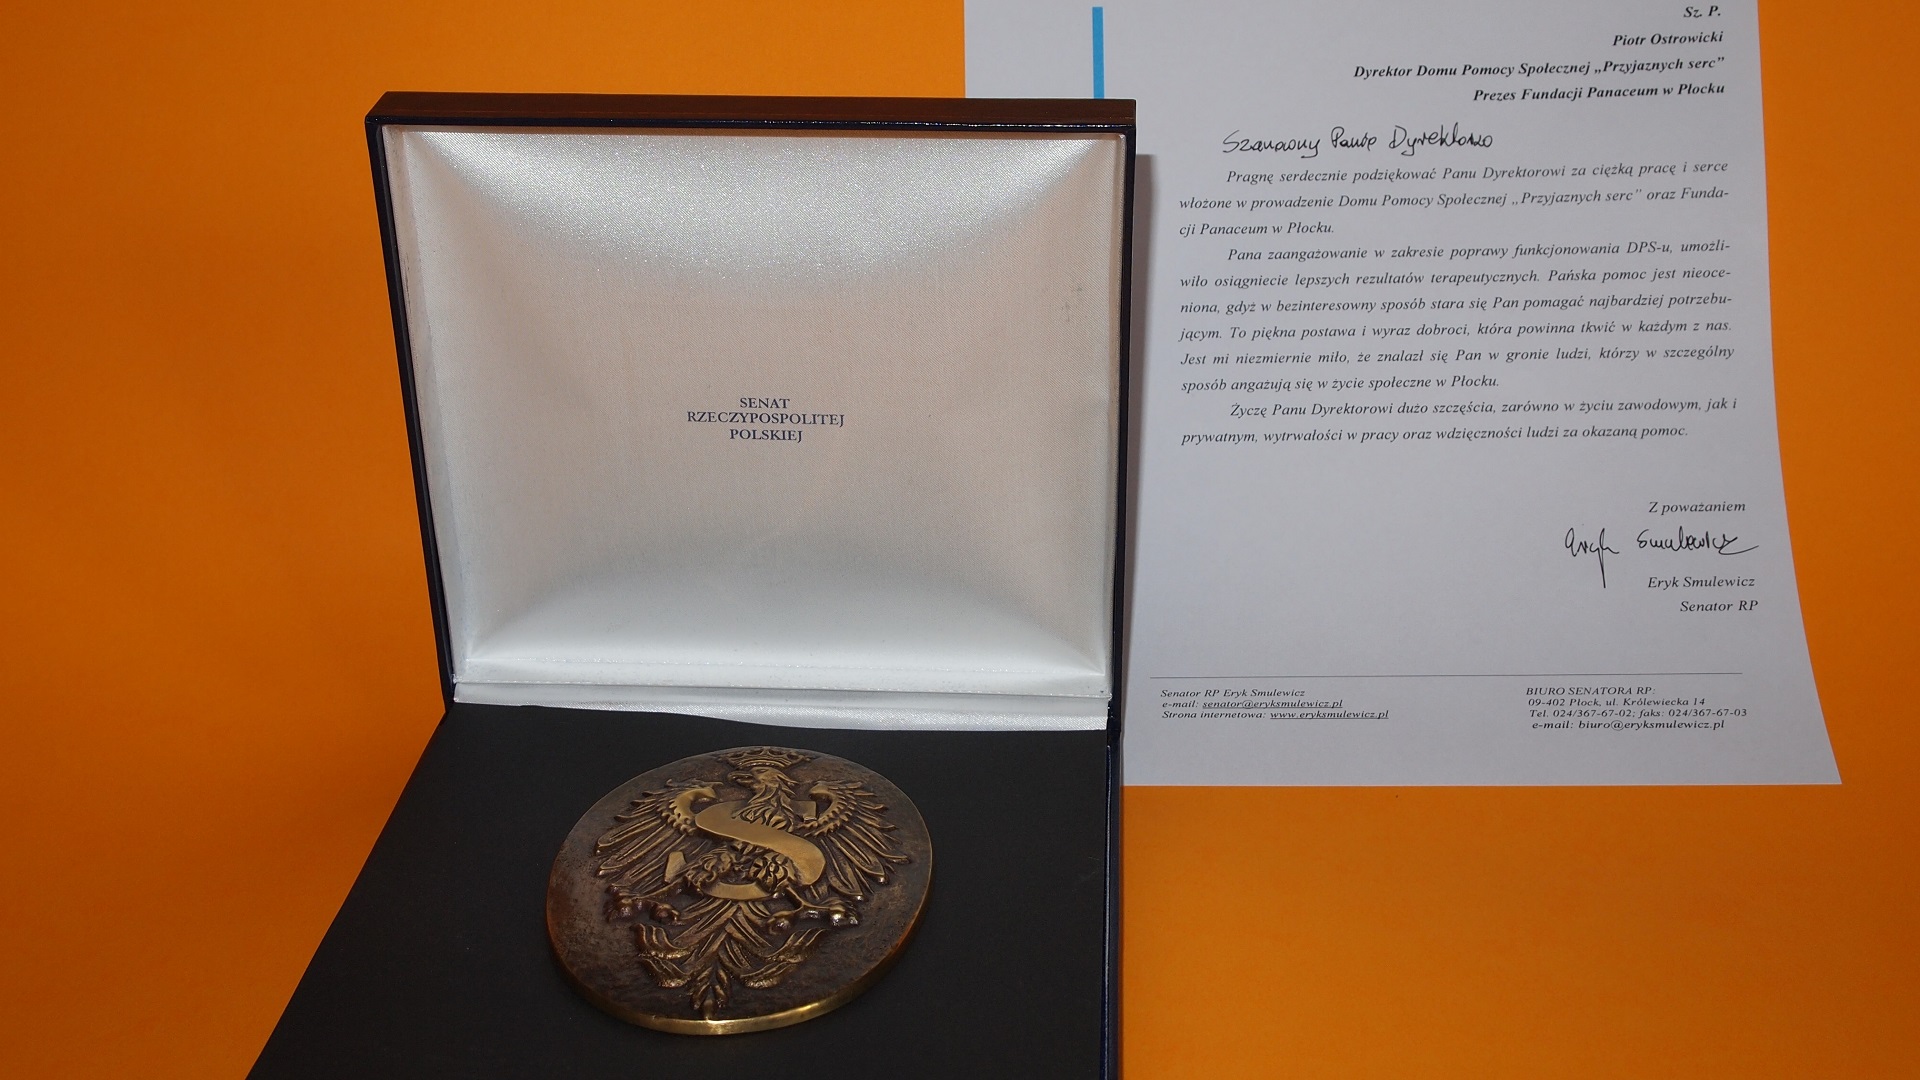 SENAT
RZECZYPOSPOLITEJ
POLSKIEJ
S
Sz. P.
Piotr Ostrowicki
Dyrektor Domu Pomocy Społecznej „Przyjaznych serc”
Prezes Fundacji Panaceum w Płocku
Szanowny Panie Dyrektorze
Pragnę serdecznie podziękować Panu Dyrektorowi za ciężką pracę i serce
włożone w prowadzenie Domu Pomocy Społecznej „Przyjaznych serc” oraz Funda-
cji Panaceum w Płocku.
Pana zaangażowanie w zakresie poprawy funkcjonowania DPS-u, umożli-
wiło osiągniecie lepszych rezultatów terapeutycznych. Pańska pomoc jest nieoce-
niona, gdyż w bezinteresowny sposób stara się Pan pomagać najbardziej potrzebu-
jącym. To piękna postawa i wyraz dobroci, która powinna tkwić w każdym z nas.
Jest mi niezmiernie miło, że znalazł się Pan w gronie ludzi, którzy w szczególny
sposób angażują się w życie społeczne w Płocku.
Życzę Panu Dyrektorowi dużo szczęścia, zarówno w życiu zawodowym, jak i
prywatnym, wytrwałości w pracy oraz wdzięczności ludzi za okazaną pomoc.
Z poważaniem
Eryk Smulewicz
Eryk Smulewicz
Senator RP
Senator RP Eryk Smulewicz
e-mail: senator@eryksmulewicz.pl
Strona internetowa: www.eryksmulewicz.pl
BIURO SENATORA RP:
09-402 Płock, ul. Królewiecka 14
Tel. 024/367-67-02; faks: 024/367-67-03
e-mail: biuro@eryksmulewicz.pl